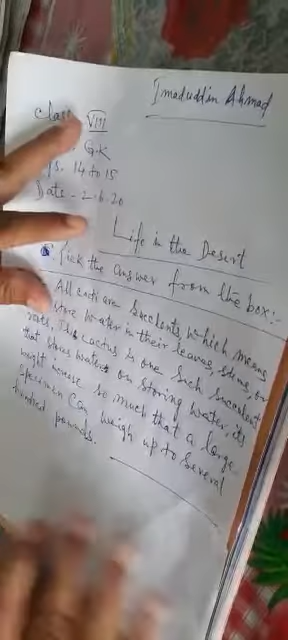 Imaduddin Ahmad
Class VIII
G.K
14 to 15
Date - 2.6.20
Life in the Desert
Pick the answer from the box:-
All cacti are Succulents, which means
store water in their leaves, stems, or
roots. This cactus is one such succulent
that stores water. On storing water, its
weight increase so much that a large
specimen can weigh up to several
hundred pounds.